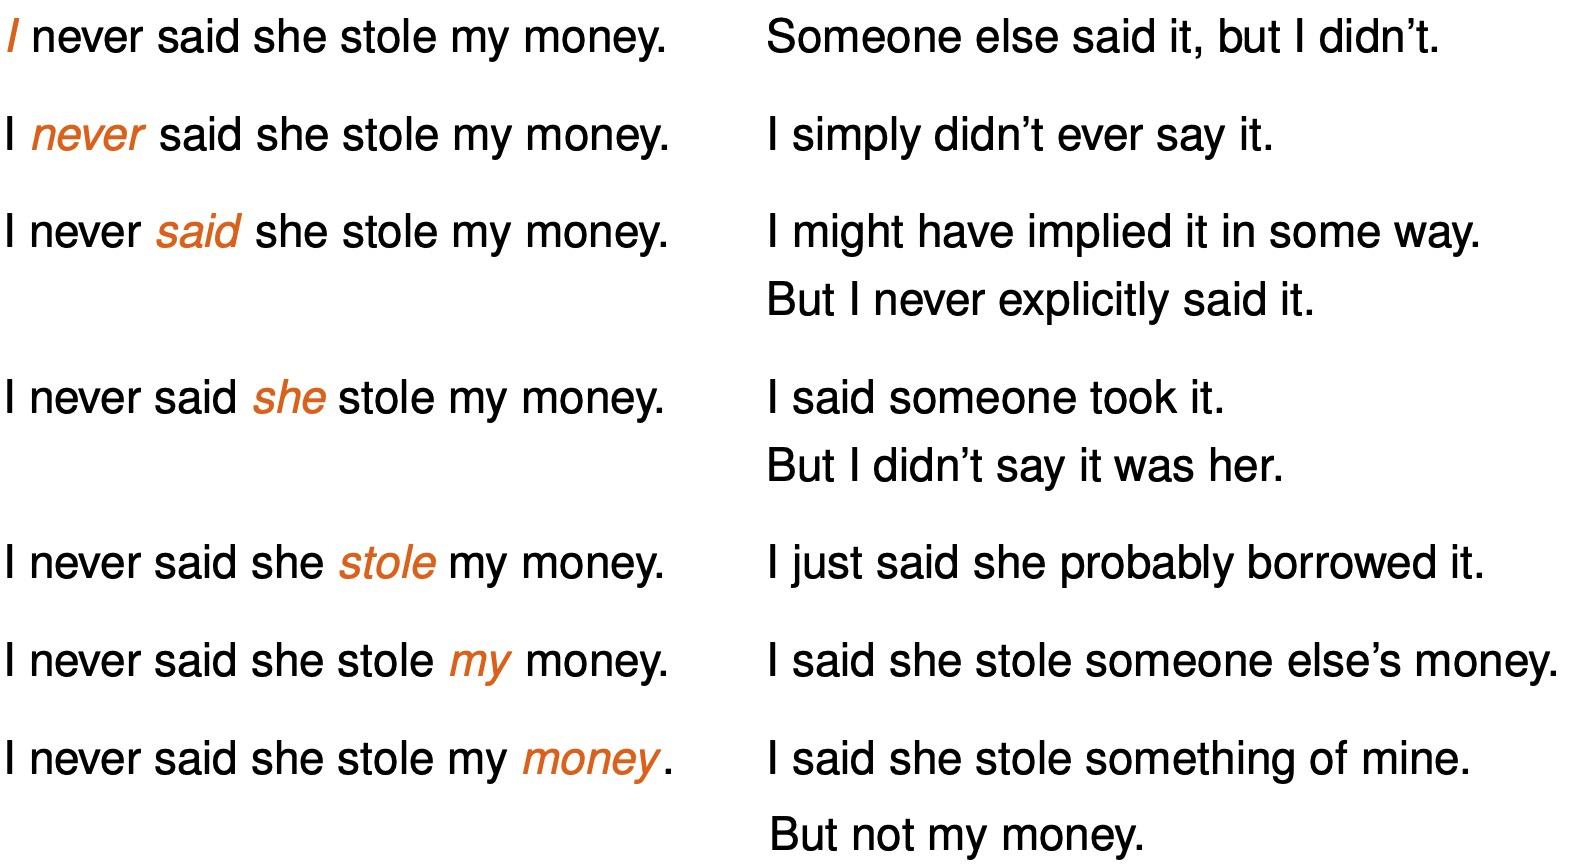 I never said she stole my money. Someone else said it, but I didn’t.
I never said she stole my money. I simply didn’t ever say it.
I never said she stole my money. I might have implied it in some way.
But I never explicitly said it.
I never said she stole my money. I said someone took it.
But I didn’t say it was her.
I never said she stole my money. I just said she probably borrowed it.
I never said she stole my money. I said she stole someone else’s money.
I never said she stole my money. I said she stole something of mine.
But not my money.